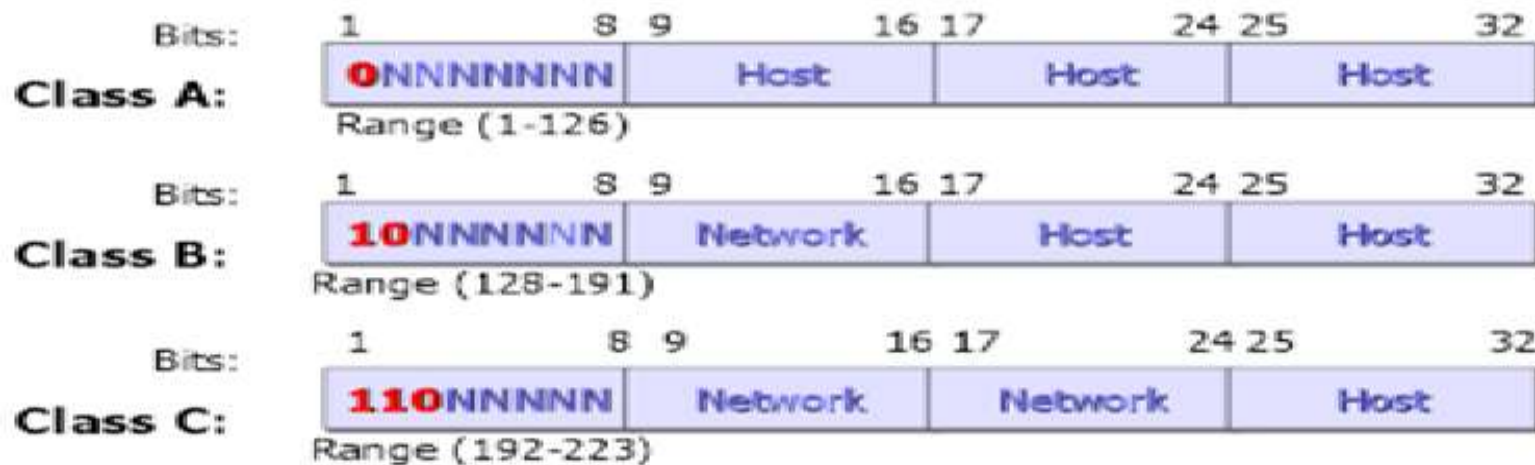 Bits: 1 8 9 16 17 24 25 32
Class A: 0NNNNNNN Host Host Host
Range (1-126)
Bits: 1 8 9 16 17 24 25 32
Class B: 10NNNNNN Network Host Host
Range (128-191)
Bits: 1 8 9 16 17 24 25 32
Class C: 110NNNNN Network Network Host
Range (192-223)